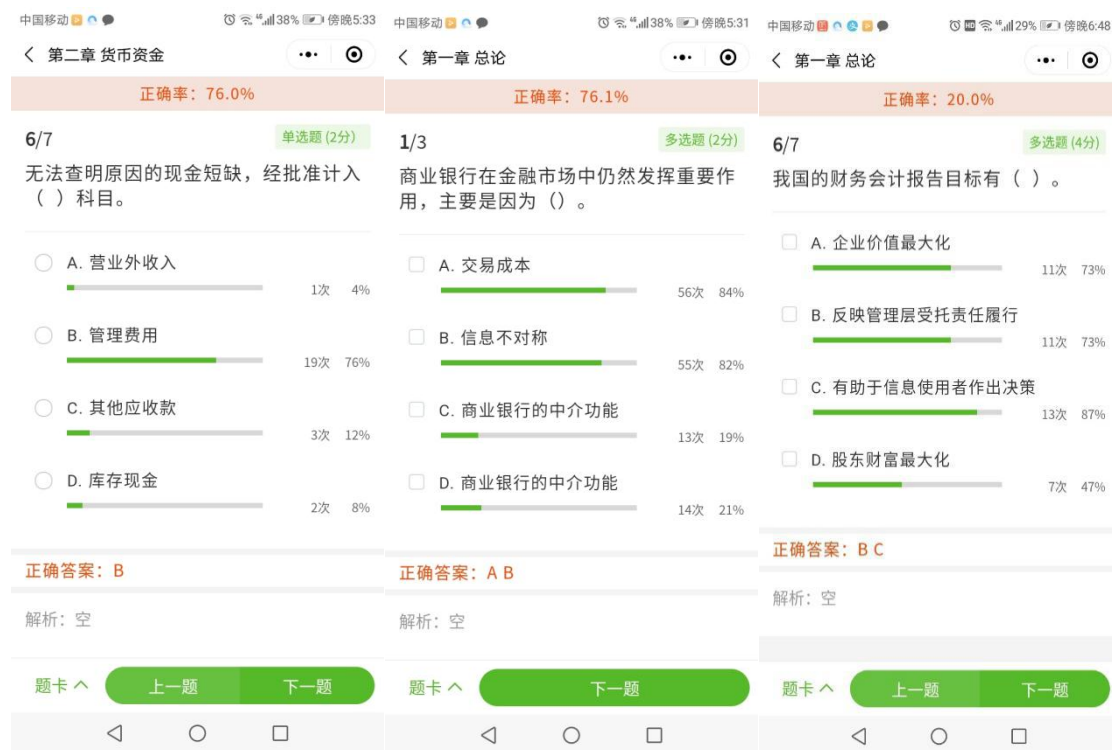 中国移动 46 38% 傍晚5:33
第二章 货币资金
正确率：76.0%
6/7 单选题 (2分)
无法查明原因的现金短缺，经批准计入
（ ）科目。
A. 营业外收入
1次 4%
B. 管理费用
19次 76%
C. 其他应收款
3次 12%
D. 库存现金
2次 8%
正确答案：B
解析：空
题卡 上一题 下一题
中国移动 46 38% 傍晚5:31
第一章 总论
正确率：76.1%
1/3 多选题 (2分)
商业银行在金融市场中仍然发挥重要作
用，主要是因为（）。
A. 交易成本
56次 84%
B. 信息不对称
55次 82%
C. 商业银行的中介功能
13次 19%
D. 商业银行的中介功能
14次 21%
正确答案：A B
解析：空
题卡 下一题
中国移动 HD 46 29% 傍晚6:48
第一章 总论
正确率：20.0%
6/7 多选题 (4分)
我国的财务会计报告目标有（ ）。
A. 企业价值最大化
11次 73%
B. 反映管理层受托责任履行
11次 73%
C. 有助于信息使用者作出决策
13次 87%
D. 股东财富最大化
7次 47%
正确答案：B C
解析：空
题卡 上一题 下一题